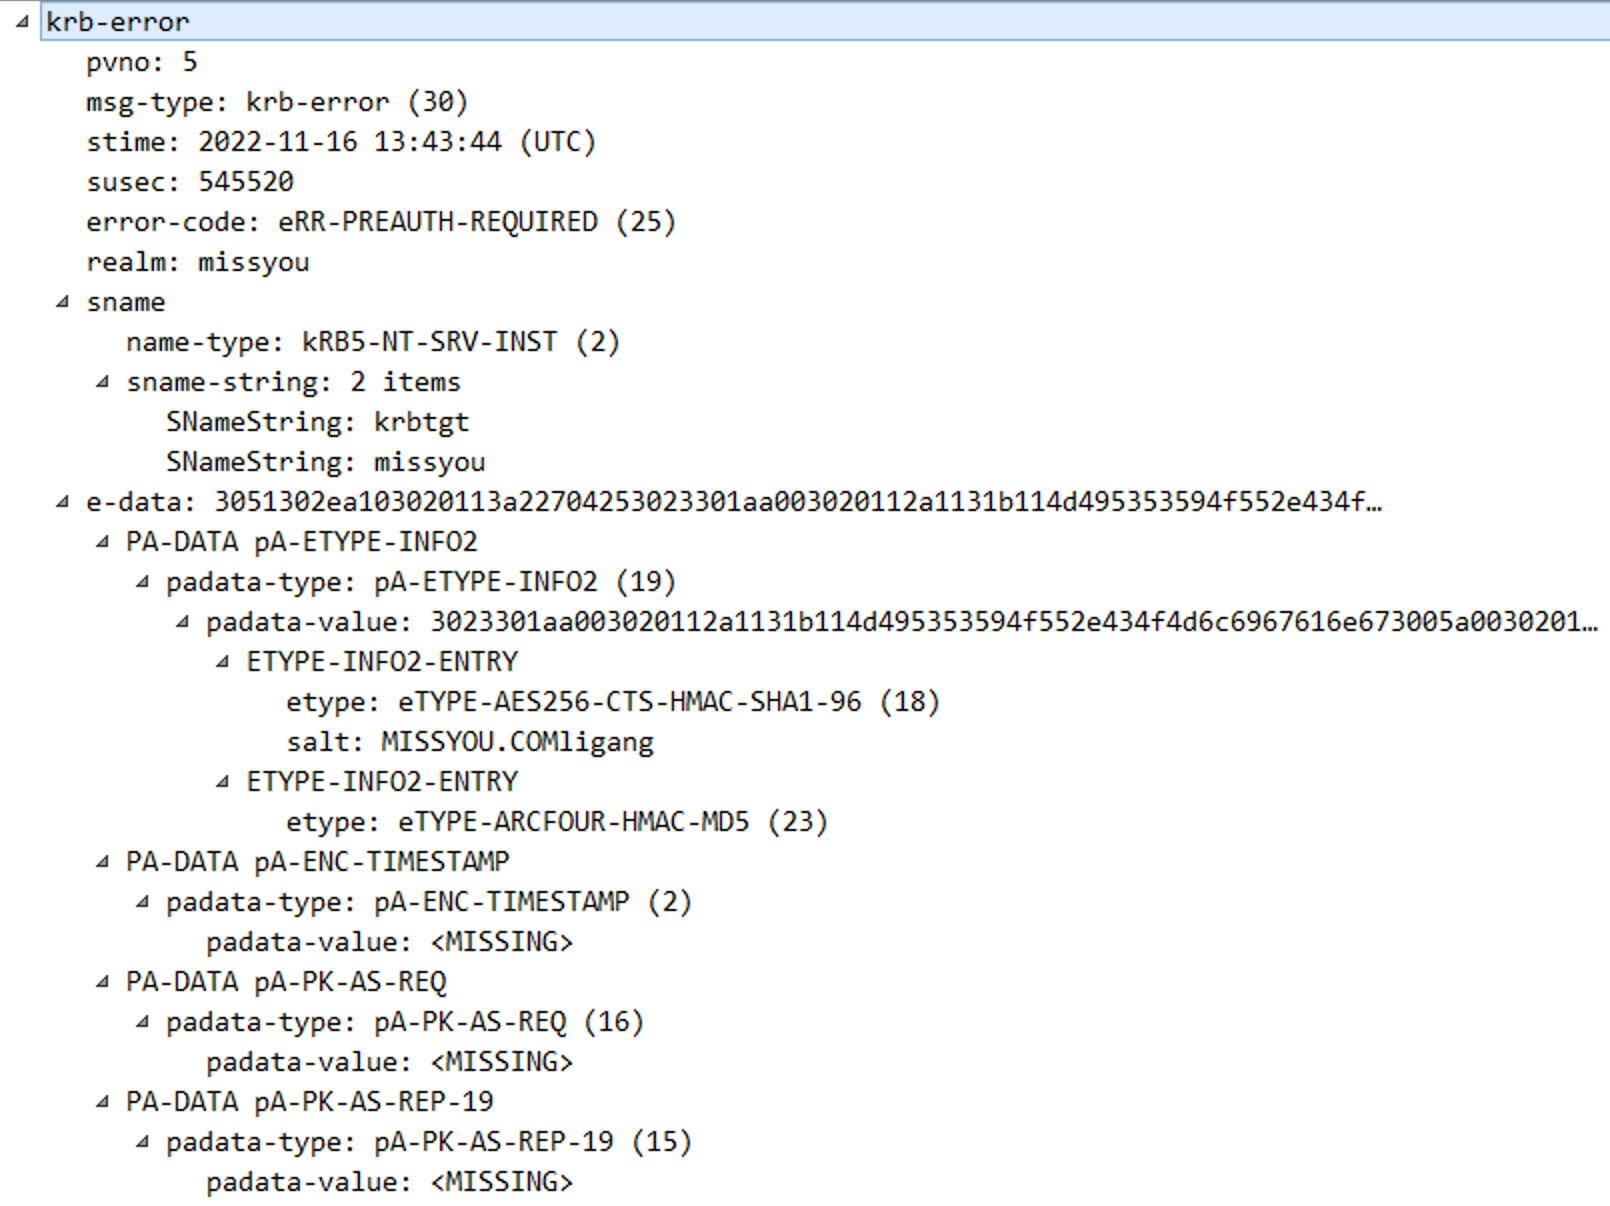 krb-error
pvno: 5
msg-type: krb-error (30)
stime: 2022-11-16 13:43:44 (UTC)
susec: 545520
error-code: eRR-PREAUTH-REQUIRED (25)
realm: missyou
sname
name-type: kRB5-NT-SRV-INST (2)
sname-string: 2 items
SNameString: krbtgt
SNameString: missyou
e-data: 3051302ea103020113a22704253023301aa003020112a1131b114d495353594f552e434f…
PA-DATA pA-ETYPE-INFO2
padata-type: pA-ETYPE-INFO2 (19)
padata-value: 3023301aa003020112a1131b114d495353594f552e434f4d6c6967616e673005a0030201…
ETYPE-INFO2-ENTRY
etype: eTYPE-AES256-CTS-HMAC-SHA1-96 (18)
salt: MISSYOU.COMligang
ETYPE-INFO2-ENTRY
etype: eTYPE-ARCFOUR-HMAC-MD5 (23)
PA-DATA pA-ENC-TIMESTAMP
padata-type: pA-ENC-TIMESTAMP (2)
padata-value: <MISSING>
PA-DATA pA-PK-AS-REQ
padata-type: pA-PK-AS-REQ (16)
padata-value: <MISSING>
PA-DATA pA-PK-AS-REP-19
padata-type: pA-PK-AS-REP-19 (15)
padata-value: <MISSING>